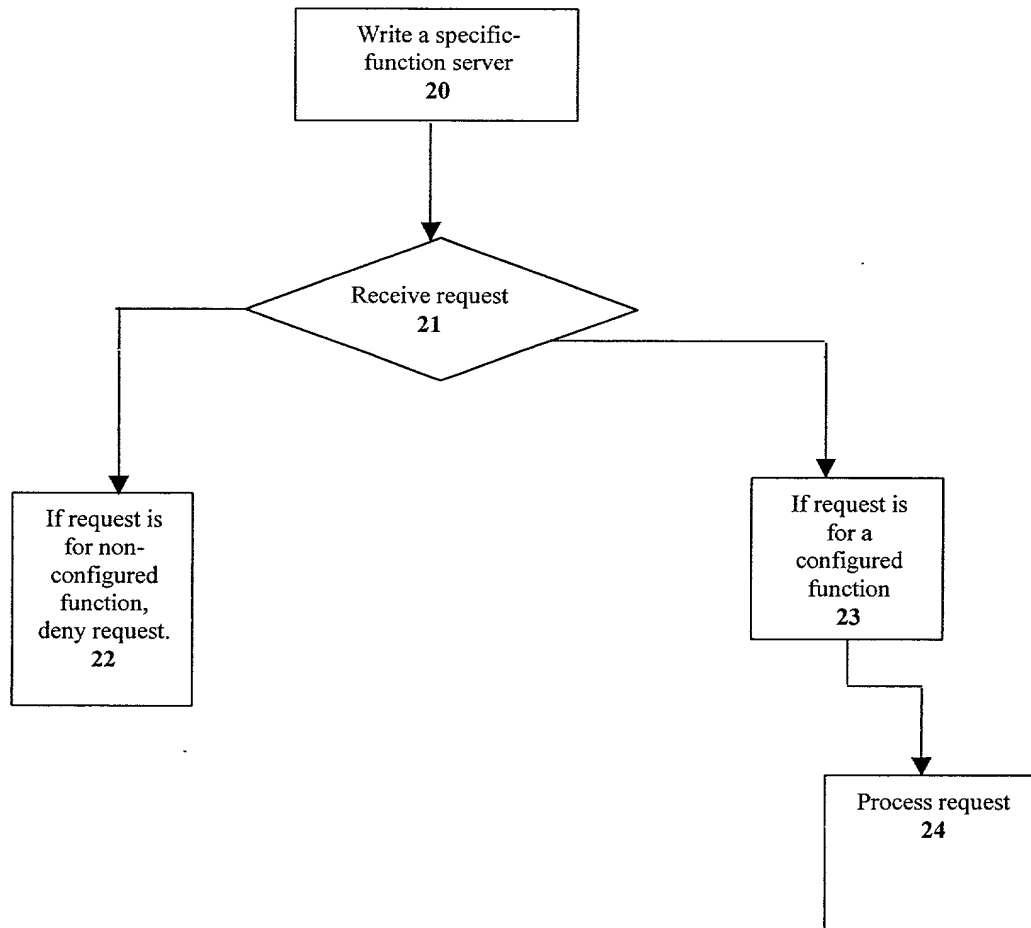 Write a specific-
function server
20
Receive request
21
If request is
for non-
configured
function,
deny request.
22
If request is
for a
configured
function
23
Process request
24